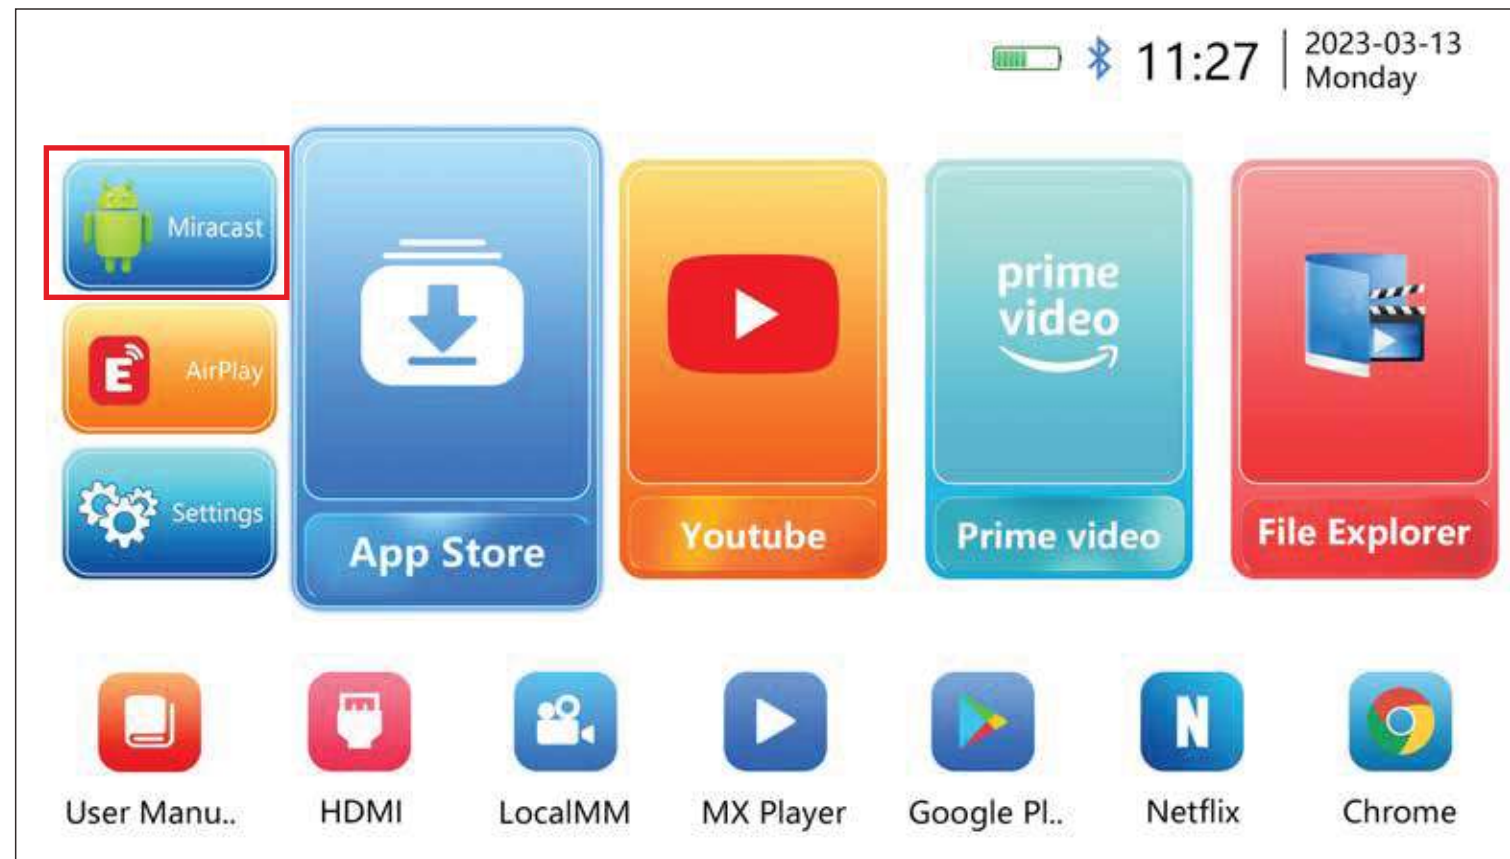 11:27
2023-03-13
Monday
Miracast
AirPlay
Settings
E
App Store
Youtube
prime
video
Prime video
File Explorer
User Manu..
HDMI
LocalMM
MX Player
Google Pl..
N
Netflix
Chrome